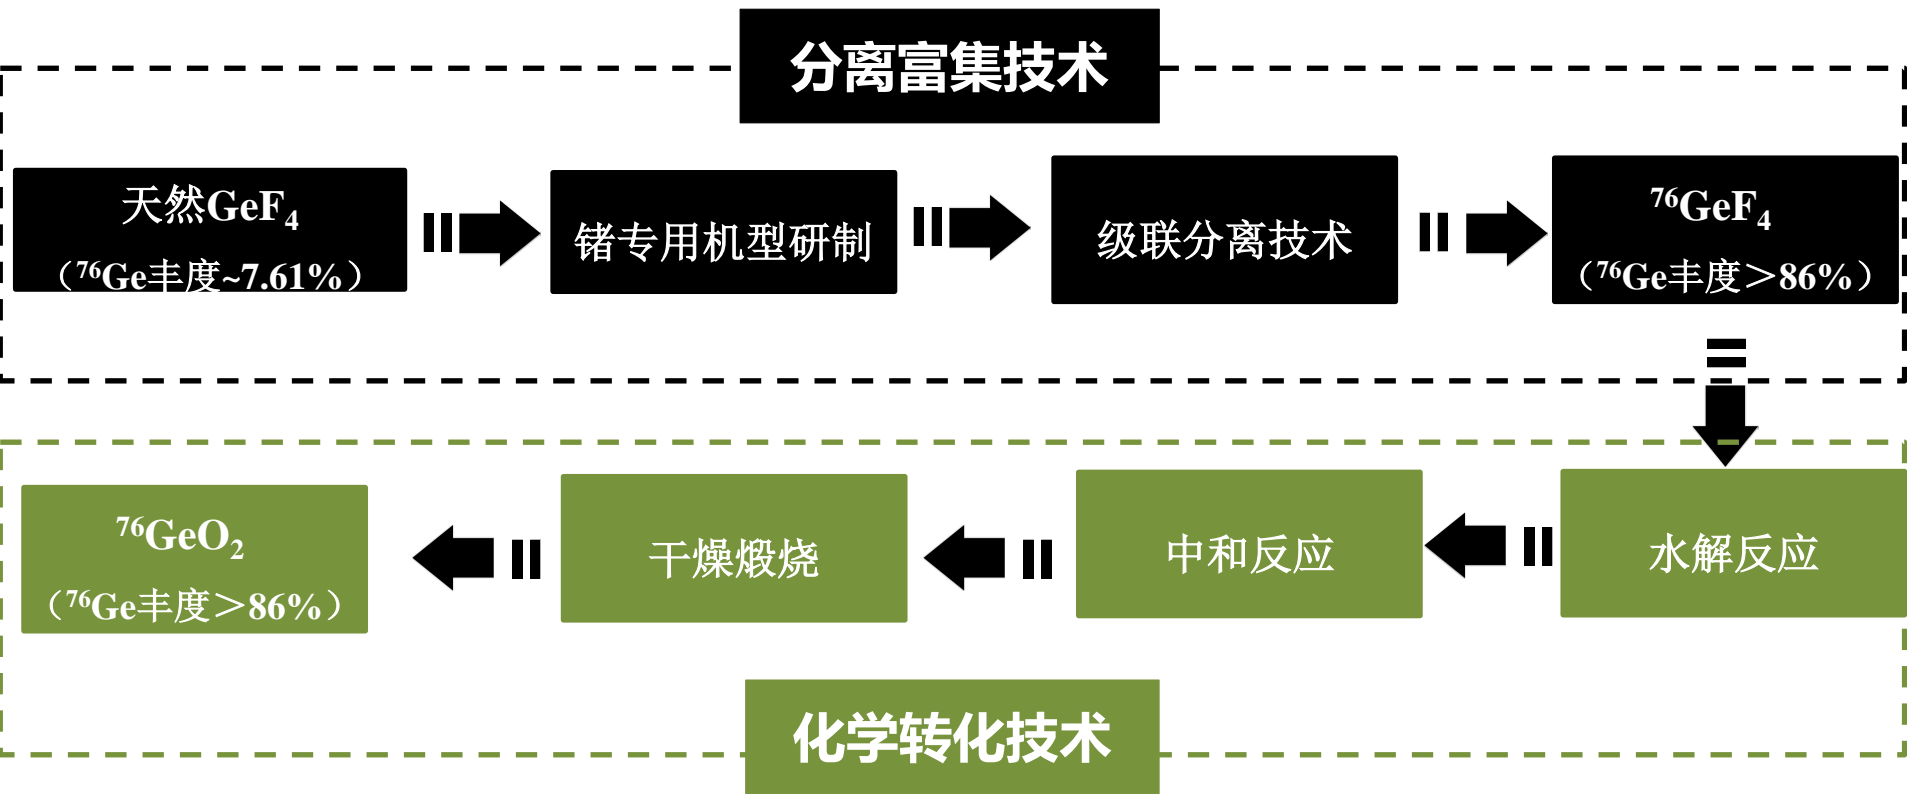 分离富集技术
天然GeF₄
（⁷⁶Ge丰度~7.61%）
锗专用机型研制
级联分离技术
⁷⁶GeF₄
（⁷⁶Ge丰度＞86%）
水解反应
中和反应
干燥煅烧
⁷⁶GeO₂
（⁷⁶Ge丰度＞86%）
化学转化技术